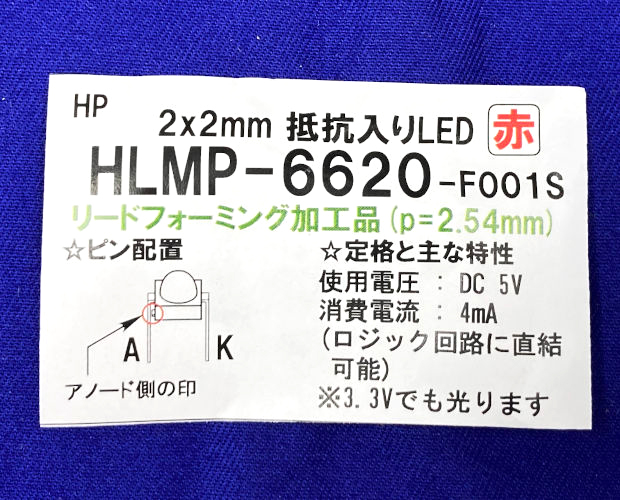 HP
2x2mm 抵抗入りLED 赤
HLMP-6620-F001S
リードフォーミング加工品(p=2.54mm)
☆ピン配置
A K
アノード側の印
☆定格と主な特性
使用電圧 : DC 5V
消費電流 : 4mA
(ロジック回路に直結
可能)
※3.3Vでも光ります